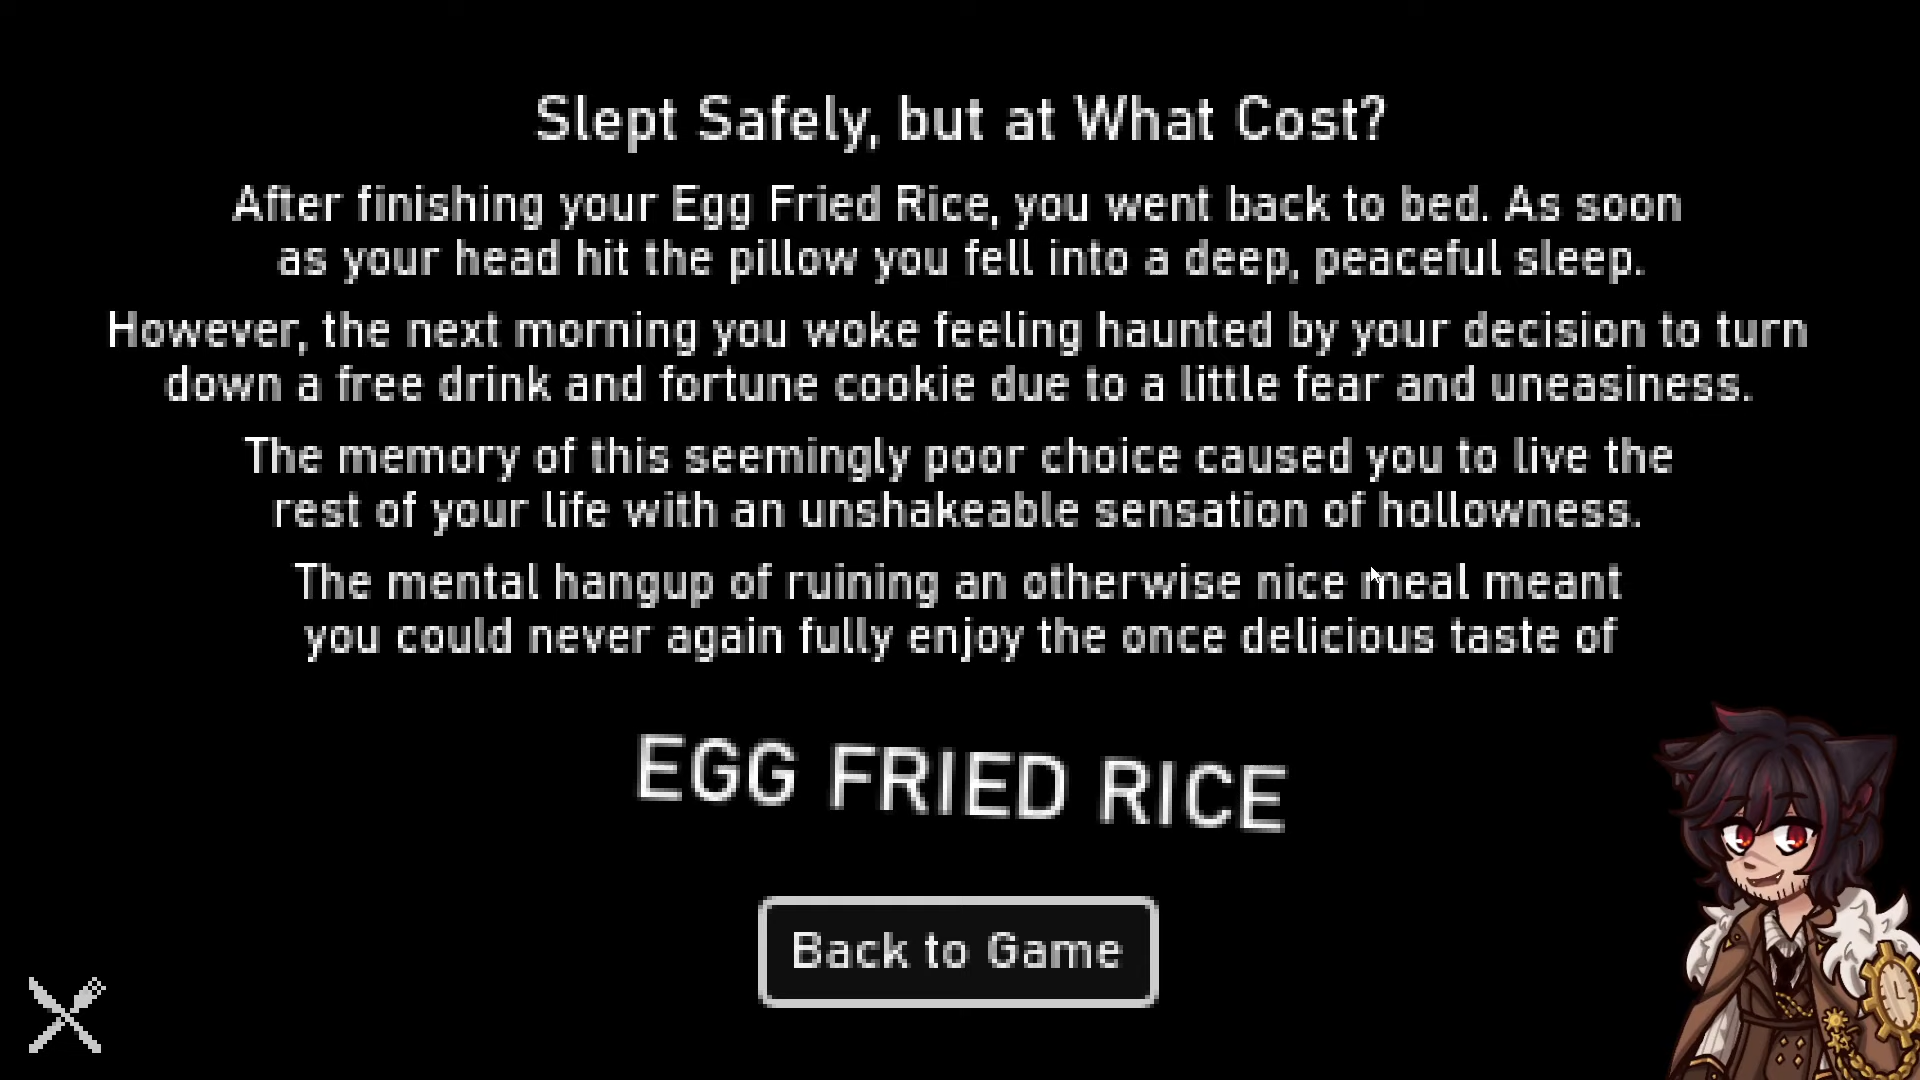 Slept Safely, but at What Cost?
After finishing your Egg Fried Rice, you went back to bed. As soon
as your head hit the pillow you fell into a deep, peaceful sleep.
However, the next morning you woke feeling haunted by your decision to turn
down a free drink and fortune cookie due to a little fear and uneasiness.
The memory of this seemingly poor choice caused you to live the
rest of your life with an unshakeable sensation of hollowness.
The mental hangup of ruining an otherwise nice meal meant
you could never again fully enjoy the once delicious taste of
EGG FRIED RICE
Back to Game